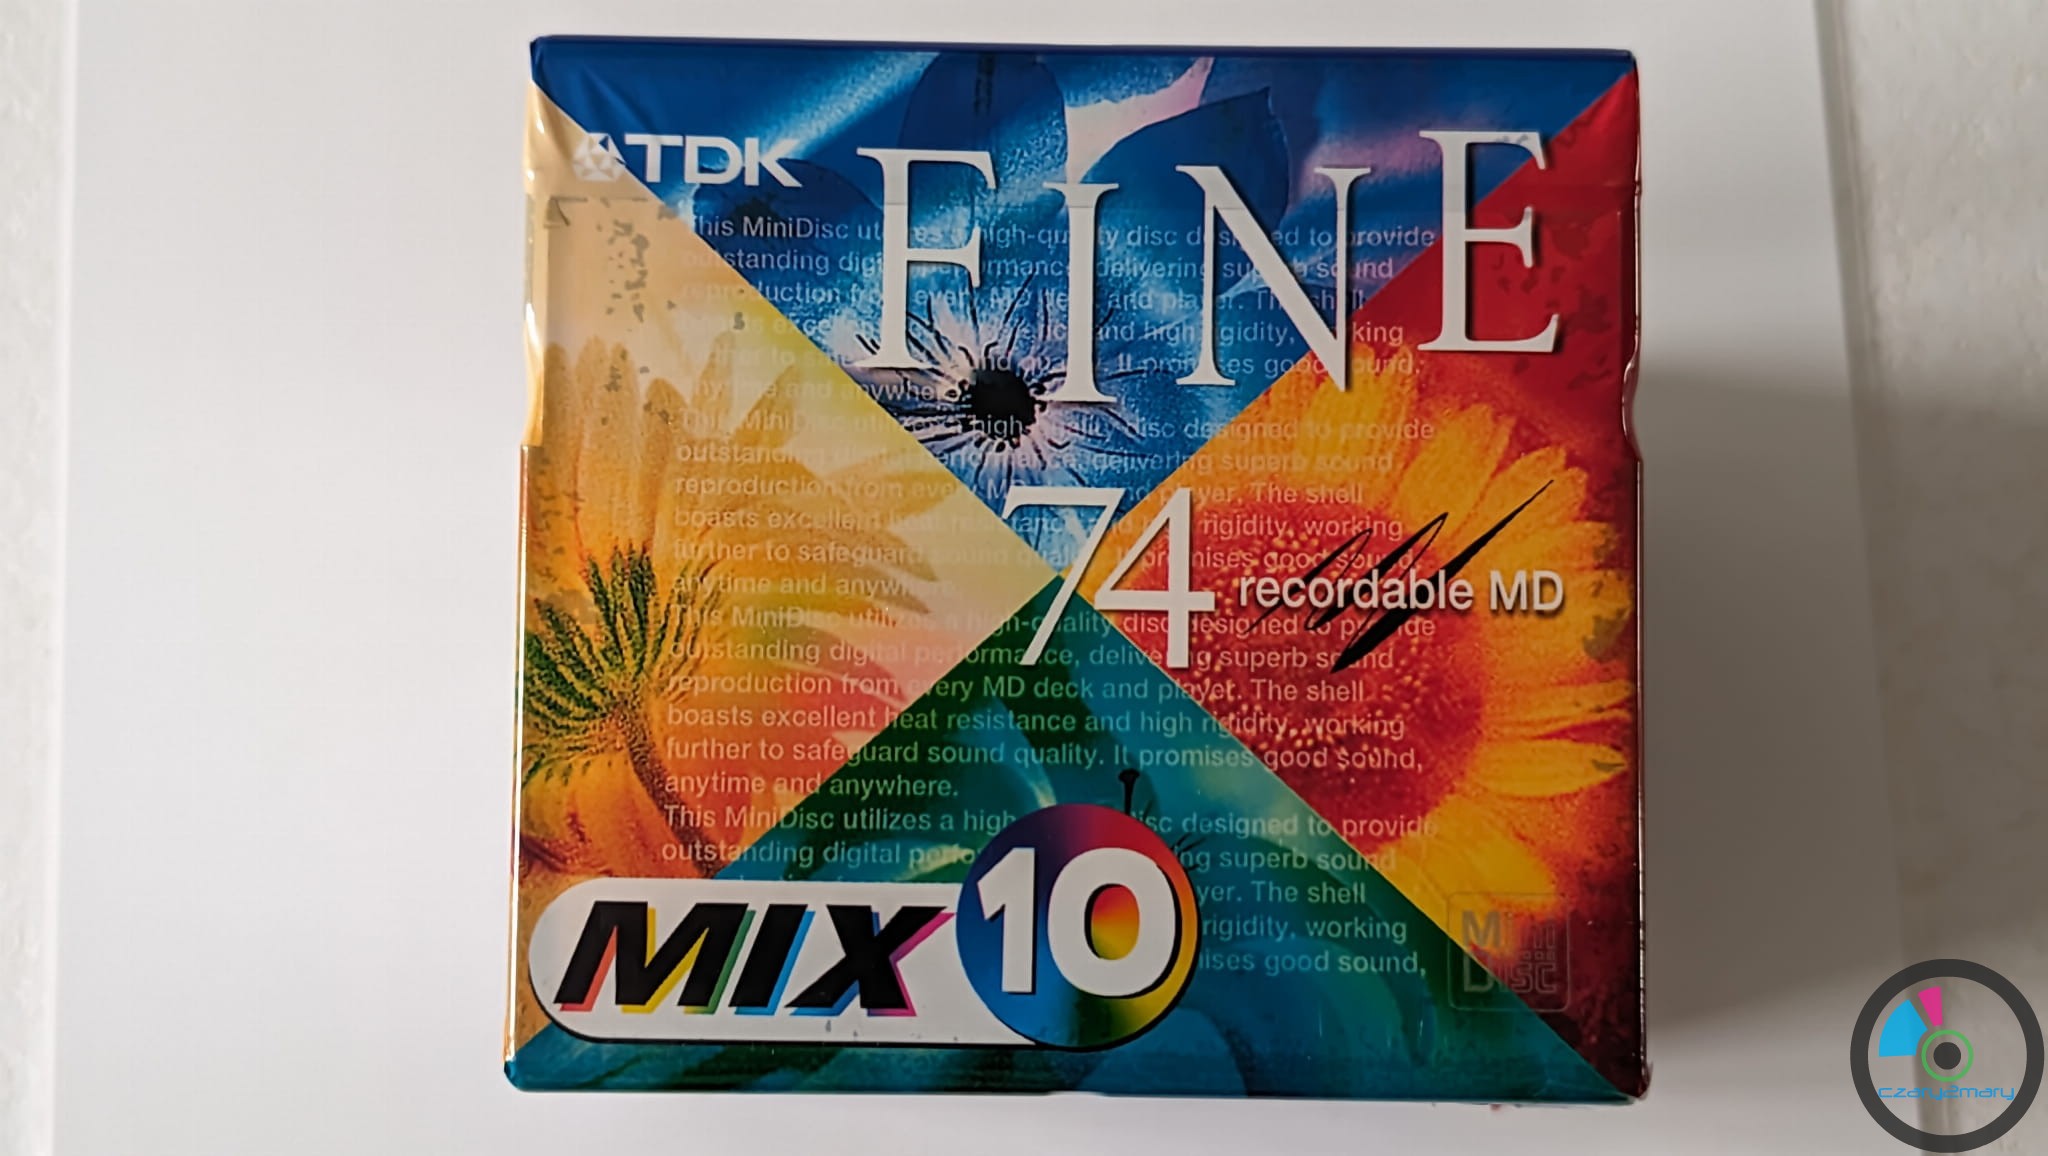 TDK
FINE
This MiniDisc utilizes a high-quality disc designed to provide
outstanding digital performance, delivering superb sound
reproduction from every MD deck and player. The shell
boasts excellent heat resistance and high rigidity, working
further to safeguard sound quality. It promises good sound,
anytime and anywhere.
This MiniDisc utilizes a high-quality disc designed to provide
outstanding digital performance, delivering superb sound
reproduction from every MD deck and player. The shell
boasts excellent heat resistance and high rigidity, working
further to safeguard sound quality. It promises good sound,
anytime and anywhere.
74 recordable MD
This MiniDisc utilizes a high-quality disc designed to provide
outstanding digital performance, delivering superb sound
reproduction from every MD deck and player. The shell
boasts excellent heat resistance and high rigidity, working
further to safeguard sound quality. It promises good sound,
anytime and anywhere.
This MiniDisc utilizes a high disc designed to provide
outstanding digital superb sound
The shell
rigidity, working
good sound,
MIX 10
Mini
Disc
czary2mary